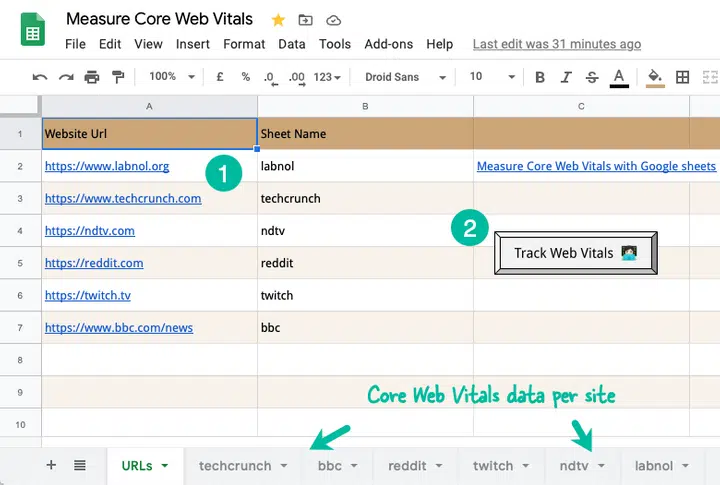 Measure Core Web Vitals
File Edit View Insert Format Data Tools Add-ons Help Last edit was 31 minutes ago
100% £ % .0 .00 123 Droid Sans 10 B I S A
A B C
1 Website Url Sheet Name
2 https://www.labnol.org 1 labnol Measure Core Web Vitals with Google sheets
3 https://www.techcrunch.com techcrunch
4 https://ndtv.com ndtv 2
Track Web Vitals
5 https://reddit.com reddit
6 https://twitch.tv twitch
7 https://www.bbc.com/news bbc
8
9
Core Web Vitals data per site
10
+ URLs techcrunch bbc reddit twitch ndtv labnol